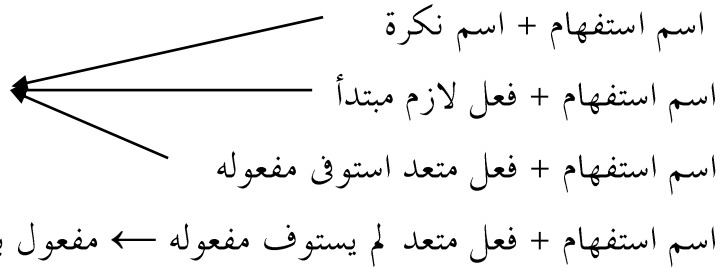 اسم استفهام + اسم نكرة
اسم استفهام + فعل لازم مبتدأ
اسم استفهام + فعل متعد استوفى مفعوله
اسم استفهام + فعل متعد لم يستوف مفعوله ← مفعول